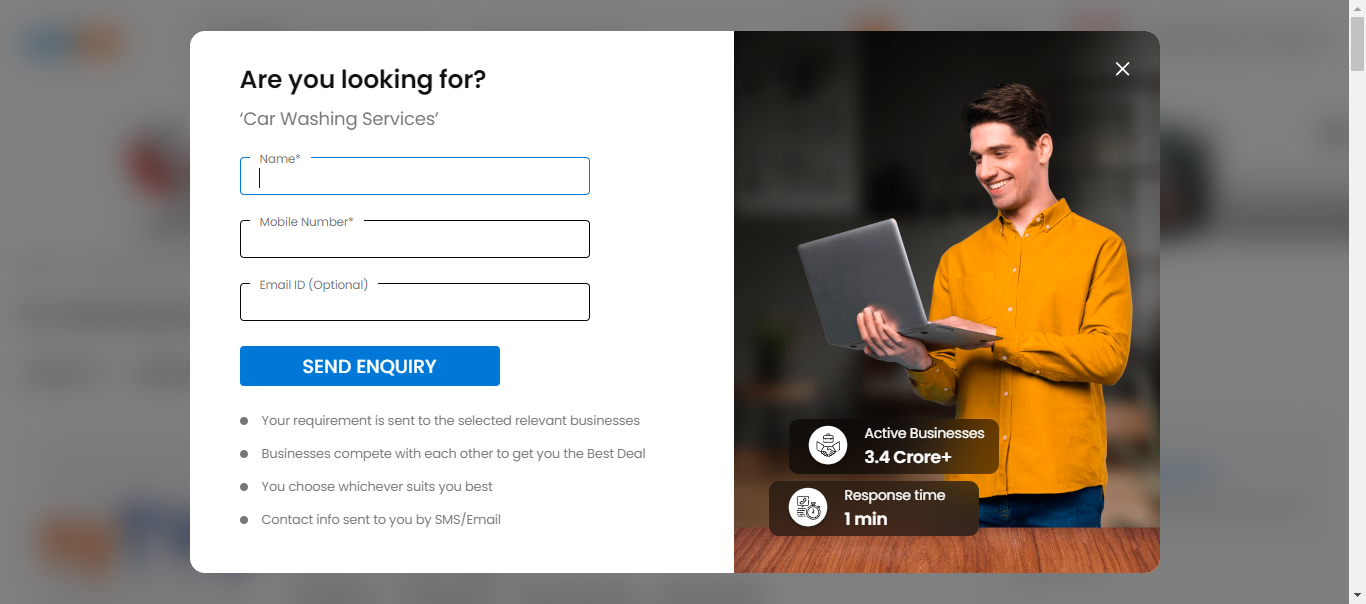 Are you looking for?
‘Car Washing Services’
Name*
Mobile Number*
Email ID (Optional)
SEND ENQUIRY
Your requirement is sent to the selected relevant businesses
Businesses compete with each other to get you the Best Deal
You choose whichever suits you best
Contact info sent to you by SMS/Email
Active Businesses
3.4 Crore+
Response time
1 min